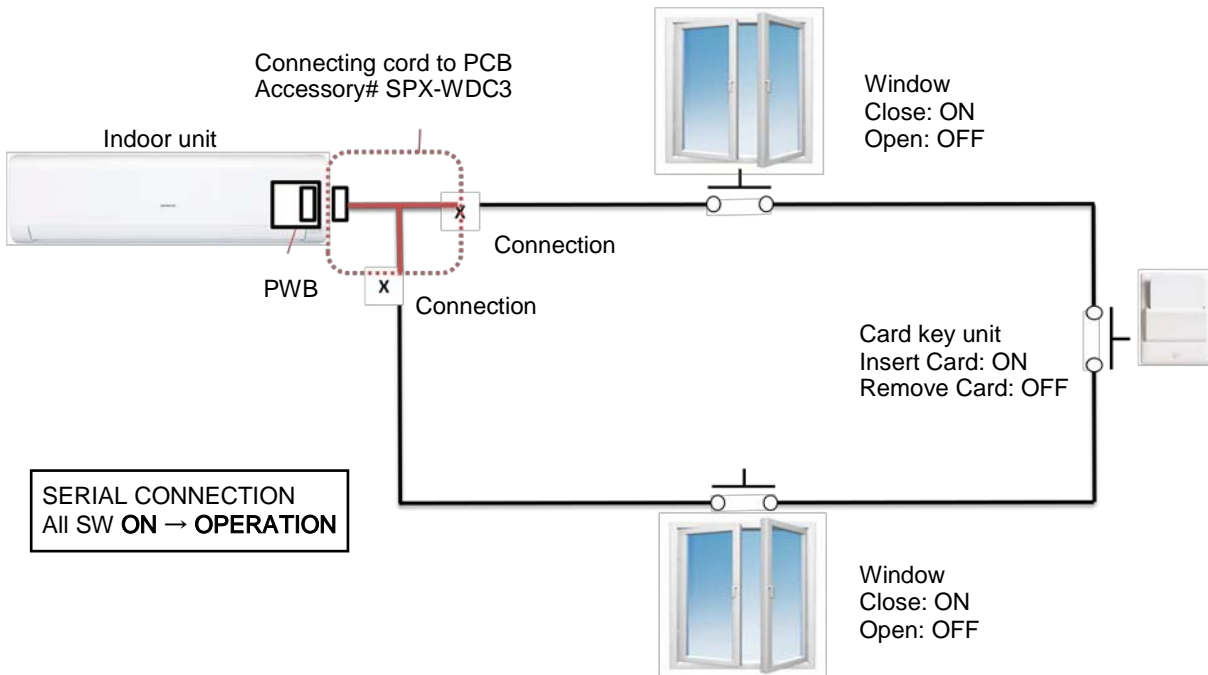 Connecting cord to PCB
Accessory# SPX-WDC3
Indoor unit
Window
Close: ON
Open: OFF
X
Connection
PWB
X
Connection
Card key unit
Insert Card: ON
Remove Card: OFF
SERIAL CONNECTION
All SW ON → OPERATION
Window
Close: ON
Open: OFF